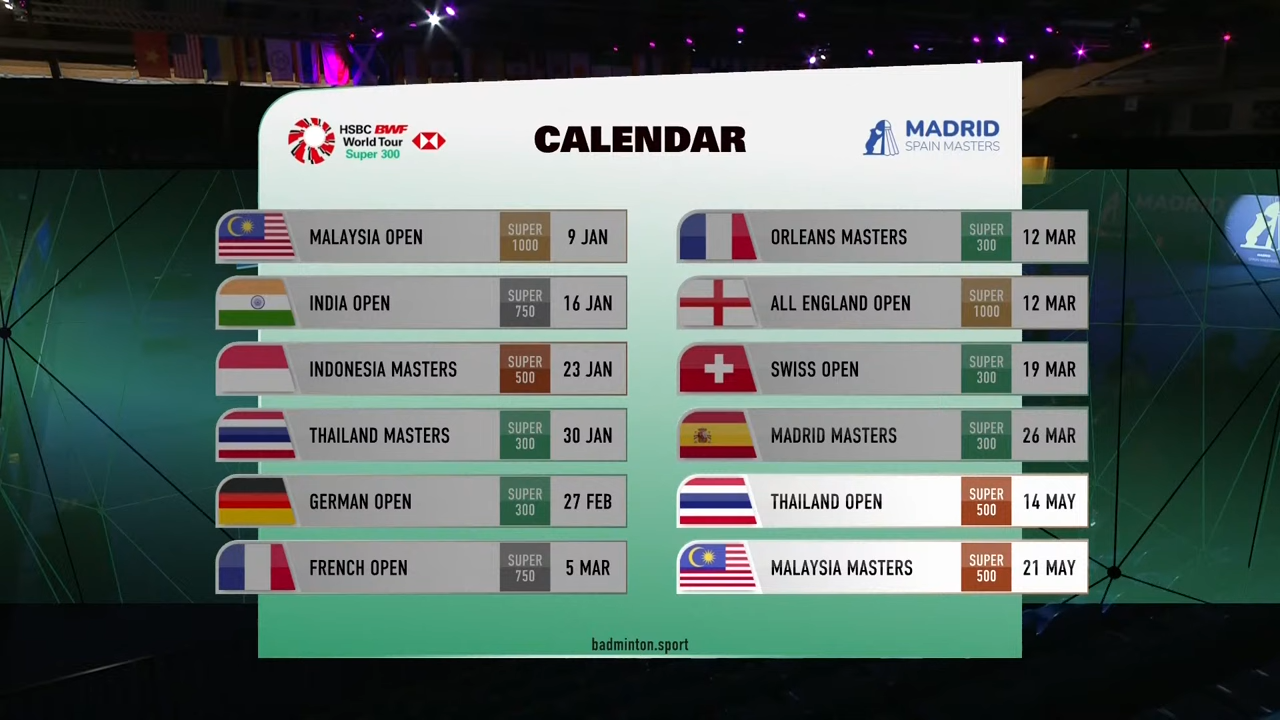 HSBC BWF
World Tour
Super 300
CALENDAR
MADRID
SPAIN MASTERS
MALAYSIA OPEN SUPER 1000 9 JAN
INDIA OPEN SUPER 750 16 JAN
INDONESIA MASTERS SUPER 500 23 JAN
THAILAND MASTERS SUPER 300 30 JAN
GERMAN OPEN SUPER 300 27 FEB
FRENCH OPEN SUPER 750 5 MAR
ORLEANS MASTERS SUPER 300 12 MAR
ALL ENGLAND OPEN SUPER 1000 12 MAR
SWISS OPEN SUPER 300 19 MAR
MADRID MASTERS SUPER 300 26 MAR
THAILAND OPEN SUPER 500 14 MAY
MALAYSIA MASTERS SUPER 500 21 MAY
badminton.sport
MADRID